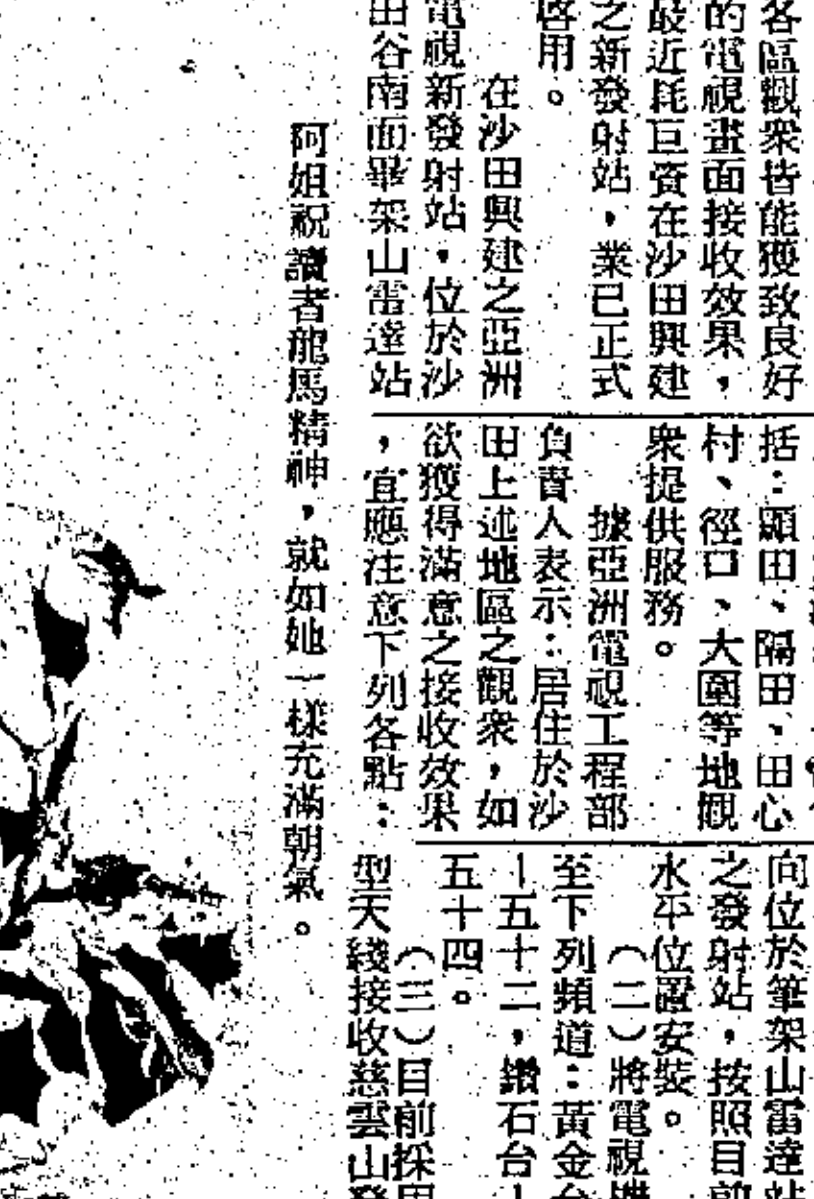 各區觀衆皆能獲致良好
的電視畫面接收效果，
最近耗巨資在沙田興建
之新發射站，業已正式
啓用。
在沙田興建之亞洲
電視新發射站，位於沙
田谷南面畢架山雷達站
括：顯田、隔田、田心
村、徑口、大圍等地觀
衆提供服務。
據亞洲電視工程部
負責人表示：居住於沙
田上述地區之觀衆，如
欲獲得滿意之接收效果
，宜應注意下列各點：
向位於筆架山雷達站
之發射站，按照目前
水平位置安裝。
（二）將電視機
至下列頻道：黃金台
－五十二，鑽石台－
五十四。
（三）目前採用
型天綫接收慈雲山發
阿姐祝讀者龍馬精神，就如她一樣充滿朝氣。